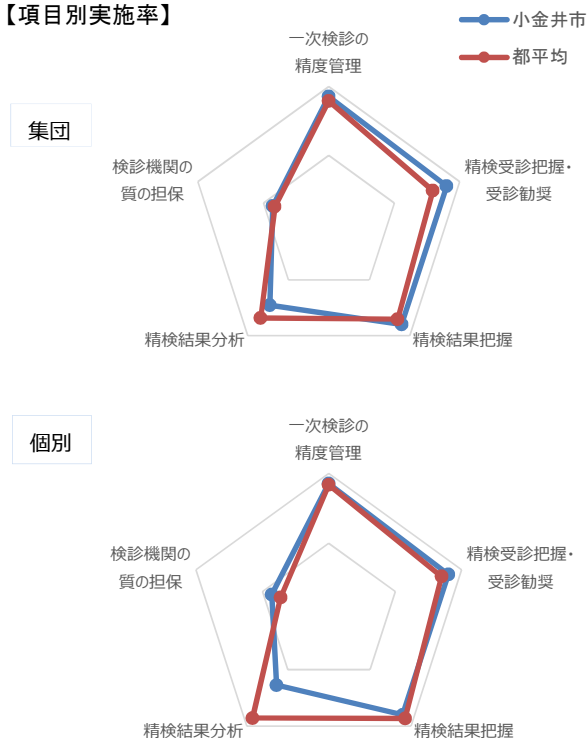 【項目別実施率】
小金井市
都平均
集団
一次検診の
精度管理
精検受診把握・
受診勧奨
精検結果把握
精検結果分析
検診機関の
質の担保
個別
一次検診の
精度管理
精検受診把握・
受診勧奨
精検結果把握
精検結果分析
検診機関の
質の担保